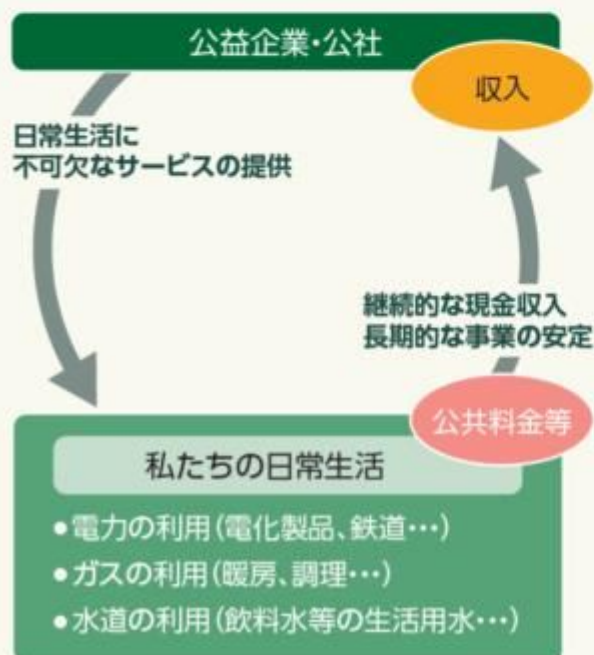 公益企業・公社
収入
日常生活に
不可欠なサービスの提供
継続的な現金収入
長期的な事業の安定
公共料金等
私たちの日常生活
●電力の利用(電化製品、鉄道…)
●ガスの利用(暖房、調理…)
●水道の利用(飲料水等の生活用水…)